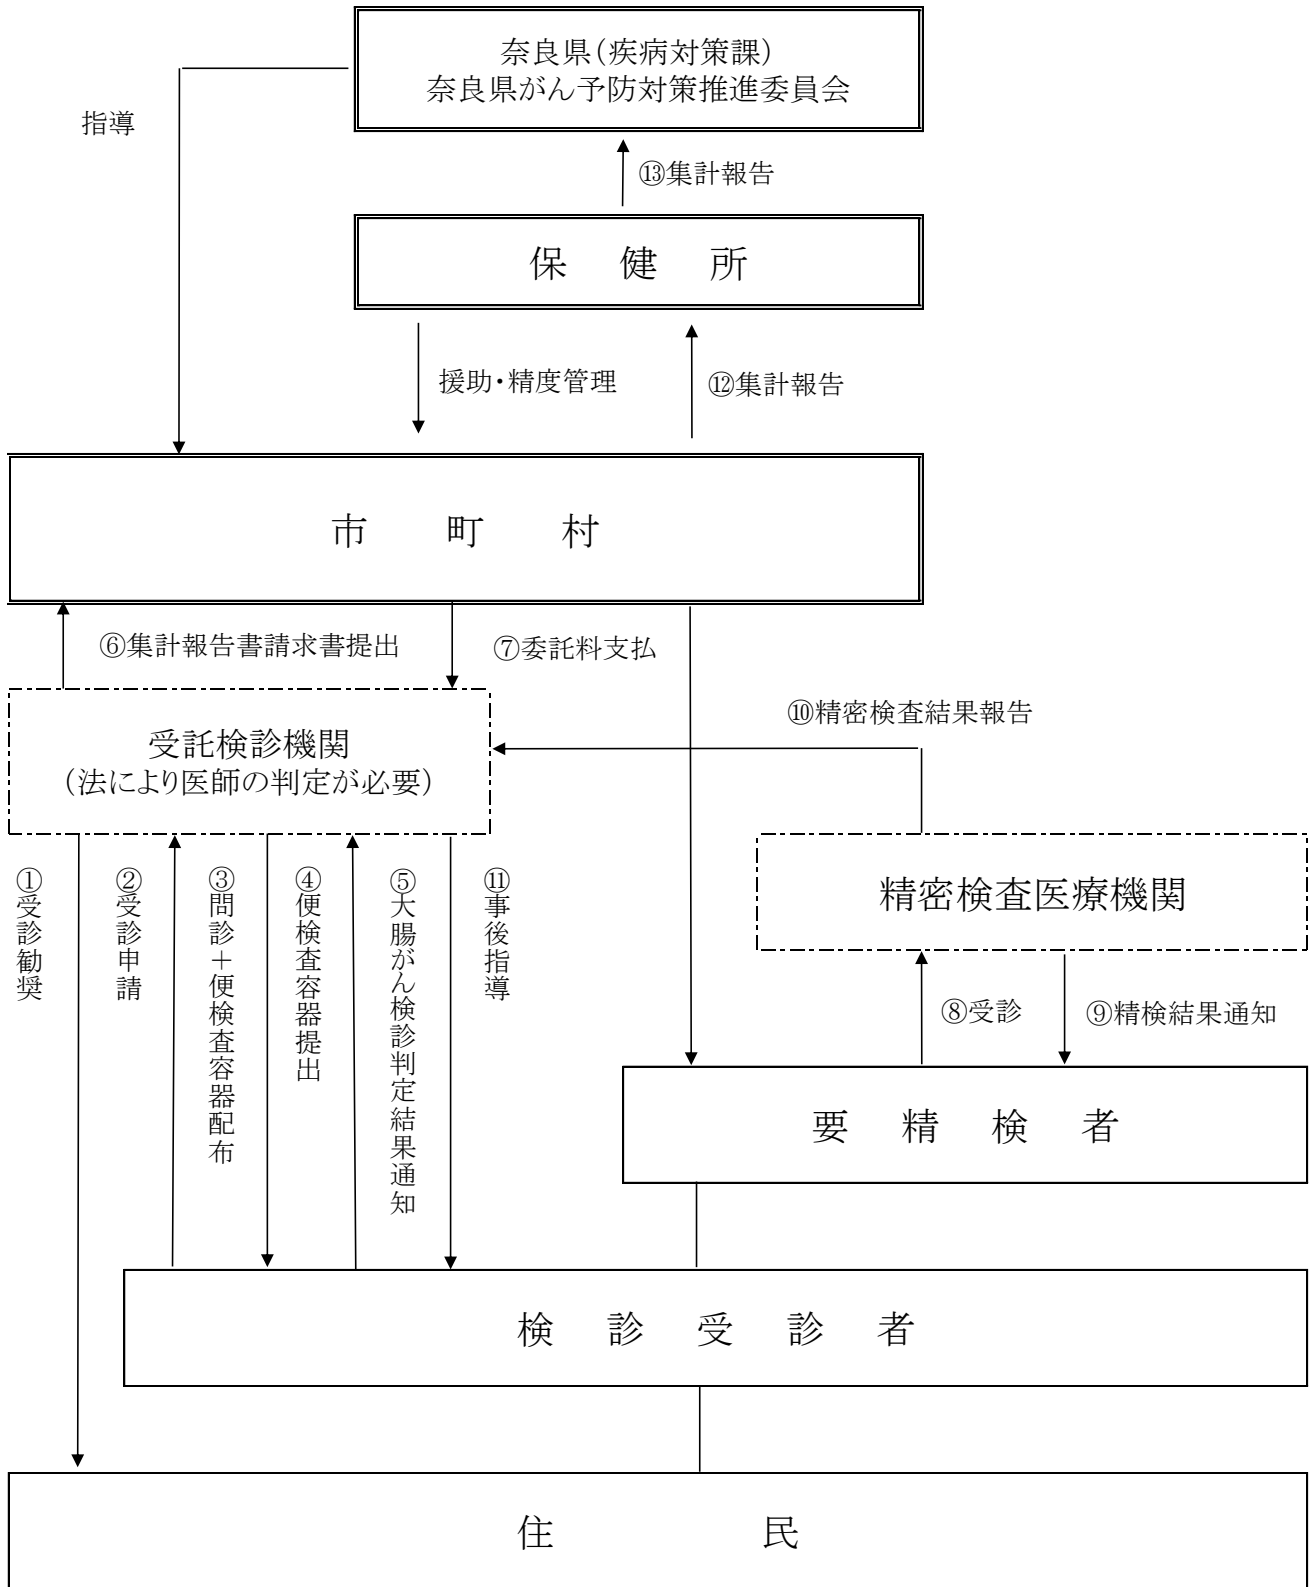 奈良県(疾病対策課)
奈良県がん予防対策推進委員会
指導
⑬集計報告
保健所
援助・精度管理
⑫集計報告
市町村
⑥集計報告書請求書提出
⑦委託料支払
⑩精密検査結果報告
受託検診機関
(法により医師の判定が必要)
精密検査医療機関
①受診勧奨
②受診申請
③問診+便検査容器配布
④便検査容器提出
⑤大腸がん検診判定結果通知
⑪事後指導
⑧受診
⑨精検結果通知
要精検者
検診受診者
住民